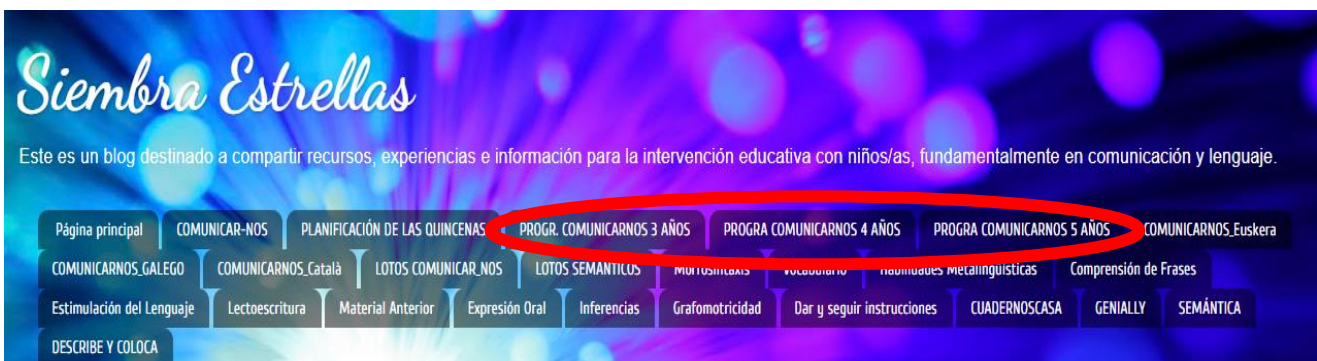 Siembra Estrellas
Este es un blog destinado a compartir recursos, experiencias e información para la intervención educativa con niños/as, fundamentalmente en comunicación y lenguaje.
Página principal COMUNICAR-NOS PLANIFICACIÓN DE LAS QUINCENAS PROGR. COMUNICARNOS 3 AÑOS PROGRA COMUNICARNOS 4 AÑOS PROGRA COMUNICARNOS 5 AÑOS COMUNICARNOS_Euskera
COMUNICARNOS_GALEGO COMUNICARNOS_Català LOTOS COMUNICAR_NOS LOTOS SEMÁNTICOS Morfosintaxis Vocabulario Habilidades Metalingüísticas Comprensión de Frases
Estimulación del Lenguaje Lectoescritura Material Anterior Expresión Oral Inferencias Grafomotricidad Dar y seguir instrucciones CUADERNOSCASA GENIALLY SEMÁNTICA
DESCRIBE Y COLOCA